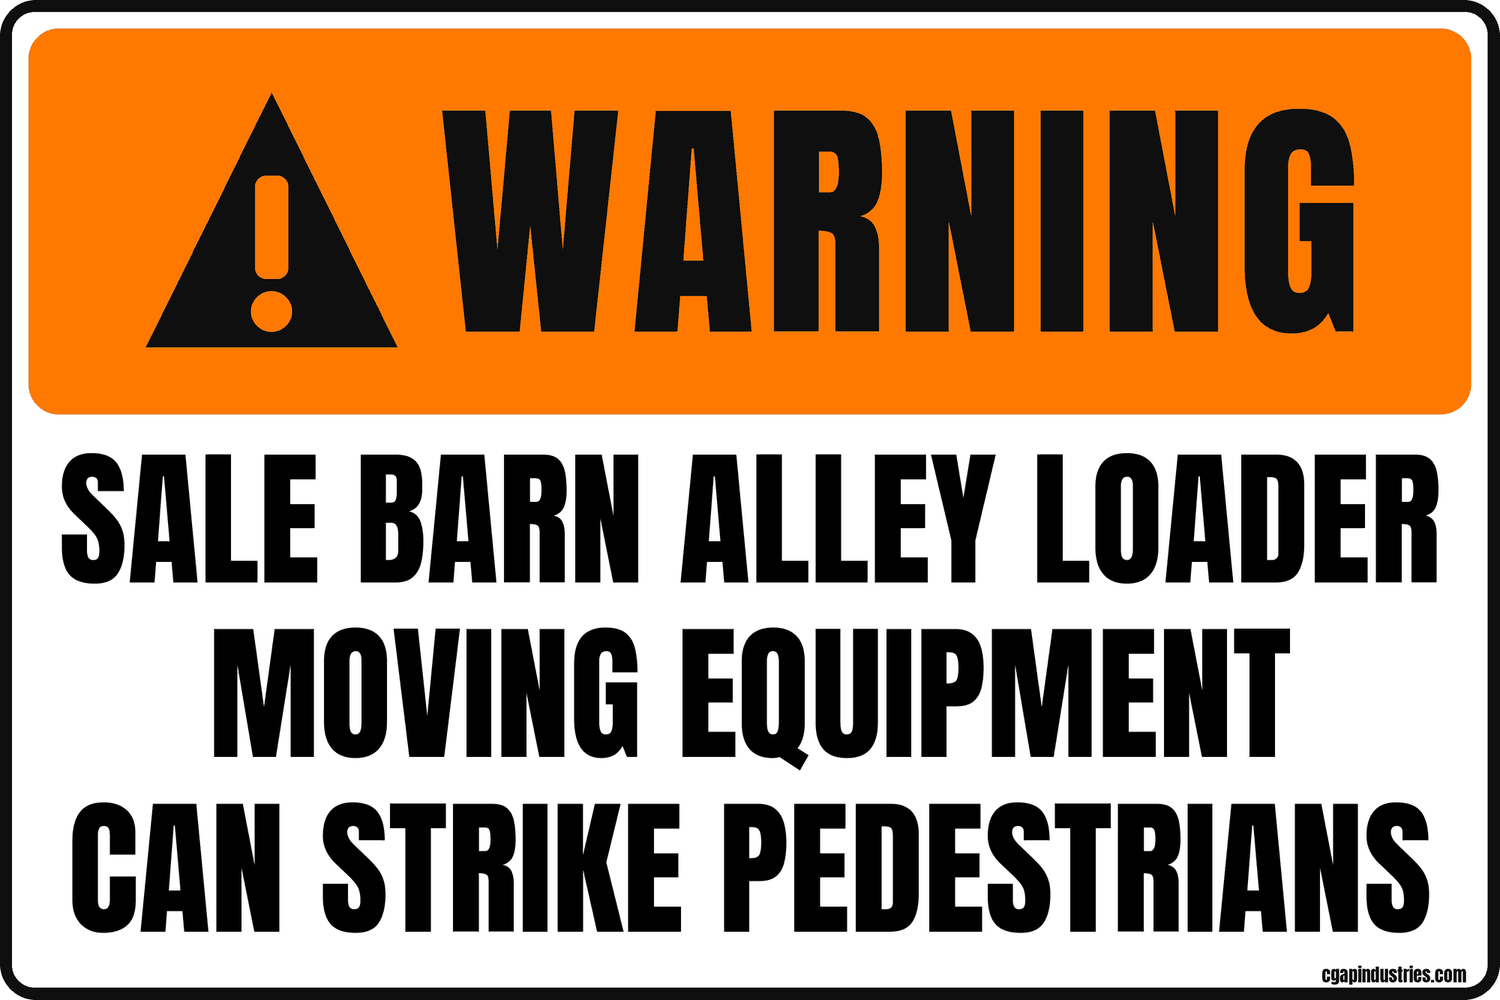 WARNING
SALE BARN ALLEY LOADER
MOVING EQUIPMENT
CAN STRIKE PEDESTRIANS
cgapindustries.com